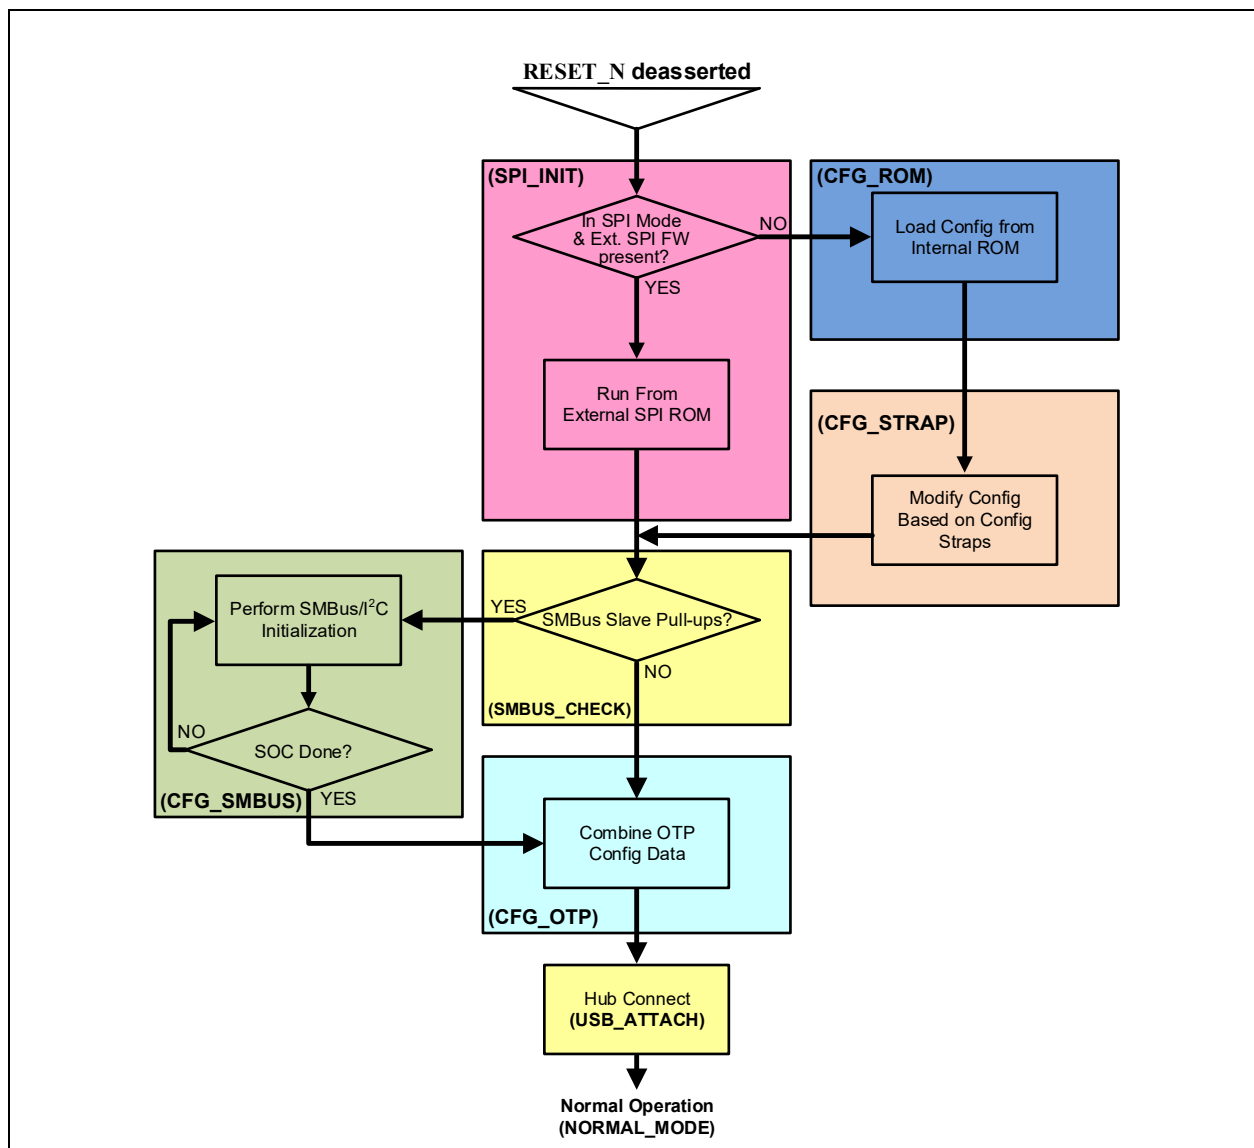 RESET_N deasserted
(SPI_INIT)
In SPI Mode
& Ext. SPI FW
present?
NO
YES
Run From
External SPI ROM
(CFG_ROM)
Load Config from
Internal ROM
(CFG_STRAP)
Modify Config
Based on Config
Straps
SMBus Slave Pull-ups?
YES
NO
(SMBUS_CHECK)
Perform SMBus/I²C
Initialization
SOC Done?
NO
YES
(CFG_SMBUS)
Combine OTP
Config Data
(CFG_OTP)
Hub Connect
(USB_ATTACH)
Normal Operation
(NORMAL_MODE)